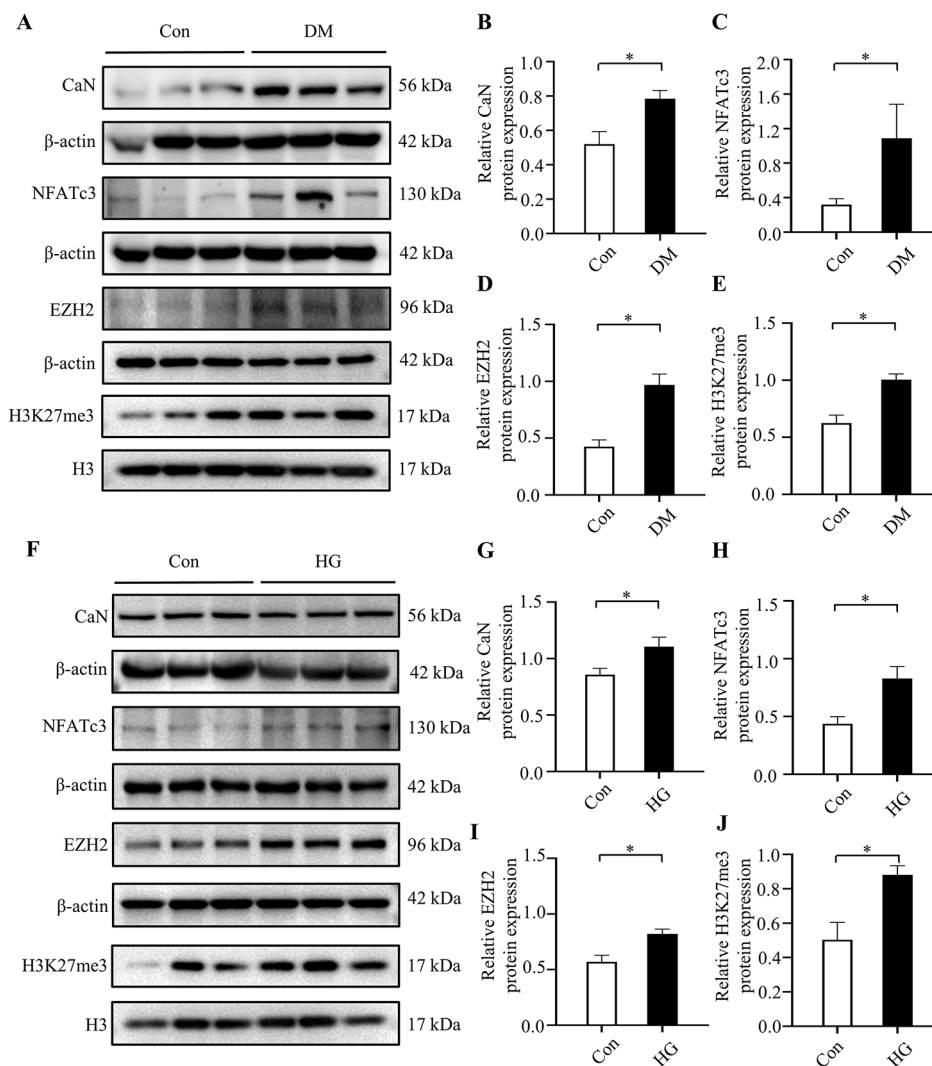 A
Con DM
CaN 56 kDa
β-actin 42 kDa
NFATc3 130 kDa
β-actin 42 kDa
EZH2 96 kDa
β-actin 42 kDa
H3K27me3 17 kDa
H3 17 kDa
B
Relative CaN
protein expression
1.0
0.8
0.6
0.4
0.2
0.0
*
Con DM
C
Relative NFATc3
protein expression
2.0
1.6
1.2
0.8
0.4
0.0
*
Con DM
D
Relative EZH2
protein expression
1.5
1.0
0.5
0.0
*
Con DM
E
Relative H3K27me3
protein expression
1.5
1.0
0.5
0.0
*
Con DM
F
Con HG
CaN 56 kDa
β-actin 42 kDa
NFATc3 130 kDa
β-actin 42 kDa
EZH2 96 kDa
β-actin 42 kDa
H3K27me3 17 kDa
H3 17 kDa
G
Relative CaN
protein expression
1.5
1.0
0.5
0.0
*
Con HG
H
Relative NFATc3
protein expression
1.5
1.0
0.5
0.0
*
Con HG
I
Relative EZH2
protein expression
1.5
1.0
0.5
0.0
*
Con HG
J
Relative H3K27me3
protein expression
1.0
0.8
0.6
0.4
0.2
0.0
*
Con HG